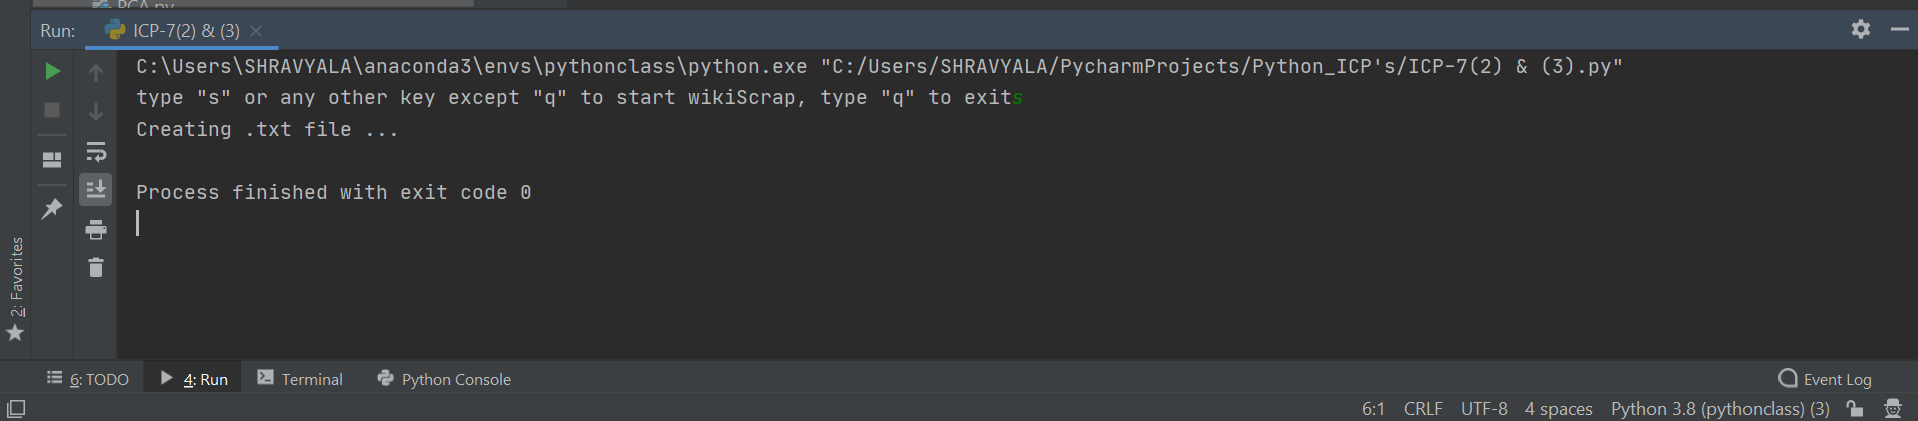 PCA.py
Run: ICP-7(2) & (3)
C:\Users\SHRAVYALA\anaconda3\envs\pythonclass\python.exe "C:/Users/SHRAVYALA/PycharmProjects/Python_ICP's/ICP-7(2) & (3).py"
type "s" or any other key except "q" to start wikiScrap, type "q" to exits
Creating .txt file ...
Process finished with exit code 0
2: Favorites
6: TODO 4: Run Terminal Python Console Event Log
6:1 CRLF UTF-8 4 spaces Python 3.8 (pythonclass) (3)